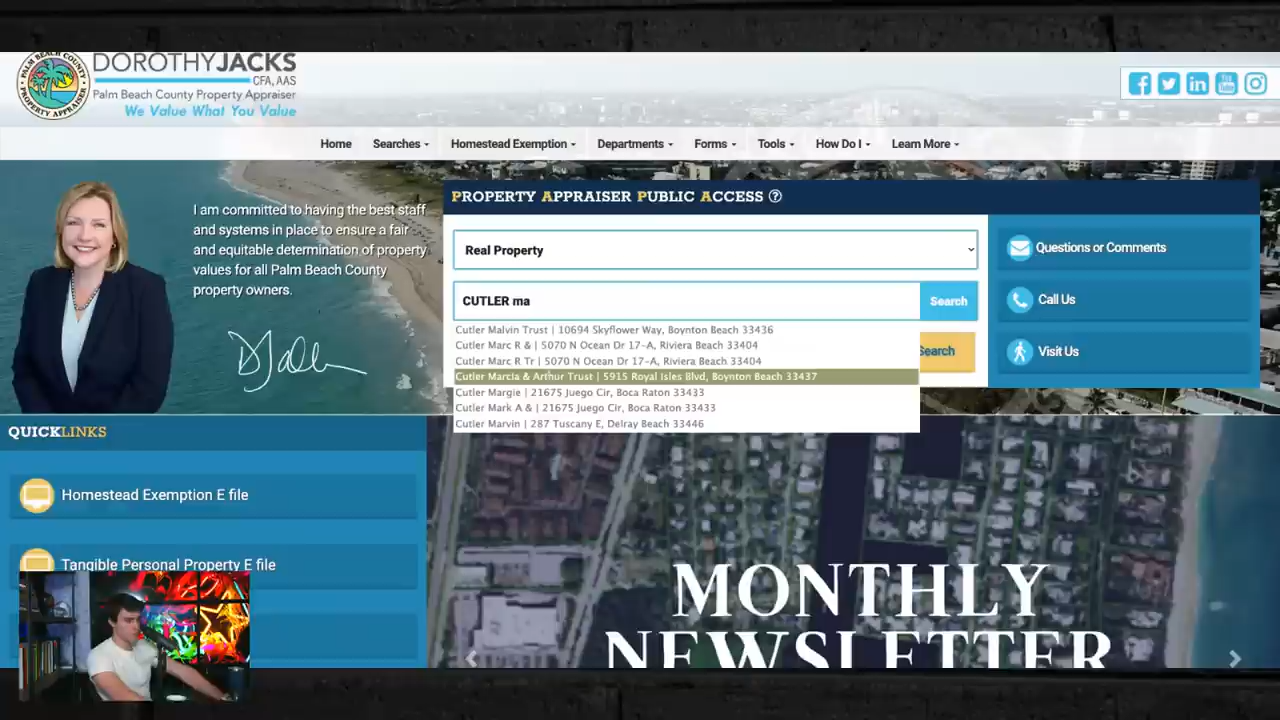 DOROTHYJACKS
CFA, AAS
Palm Beach County Property Appraiser
We Value What You Value
PALM BEACH COUNTY
PROPERTY APPRAISER
Home
Searches
Homestead Exemption
Departments
Forms
Tools
How Do I
Learn More
I am committed to having the best staff
and systems in place to ensure a fair
and equitable determination of property
values for all Palm Beach County
property owners.
PROPERTY APPRAISER PUBLIC ACCESS
Real Property
CUTLER ma
Search
Cutler Malvin Trust | 10694 Skyflower Way, Boynton Beach 33436
Cutler Marc R & | 5070 N Ocean Dr 17-A, Riviera Beach 33404
Cutler Marc R Tr | 5070 N Ocean Dr 17-A, Riviera Beach 33404
Search
Cutler Marcia & Arthur Trust | 5915 Royal Isles Blvd, Boynton Beach 33437
Cutler Margie | 21675 Juego Cir, Boca Raton 33433
Cutler Mark A & | 21675 Juego Cir, Boca Raton 33433
Cutler Marvin | 287 Tuscany E, Delray Beach 33446
Questions or Comments
Call Us
Visit Us
QUICKLINKS
Homestead Exemption E file
Tangible Personal Property E file
MONTHLY
NEWSLETTER